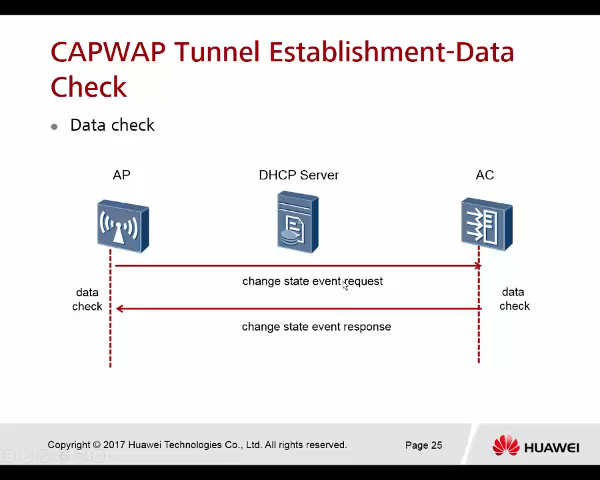 CAPWAP Tunnel Establishment-Data
Check
Data check
AP
DHCP Server
AC
change state event request
data
check
data
check
change state event response
Copyright © 2017 Huawei Technologies Co., Ltd. All rights reserved.
Page 25
HUAWEI